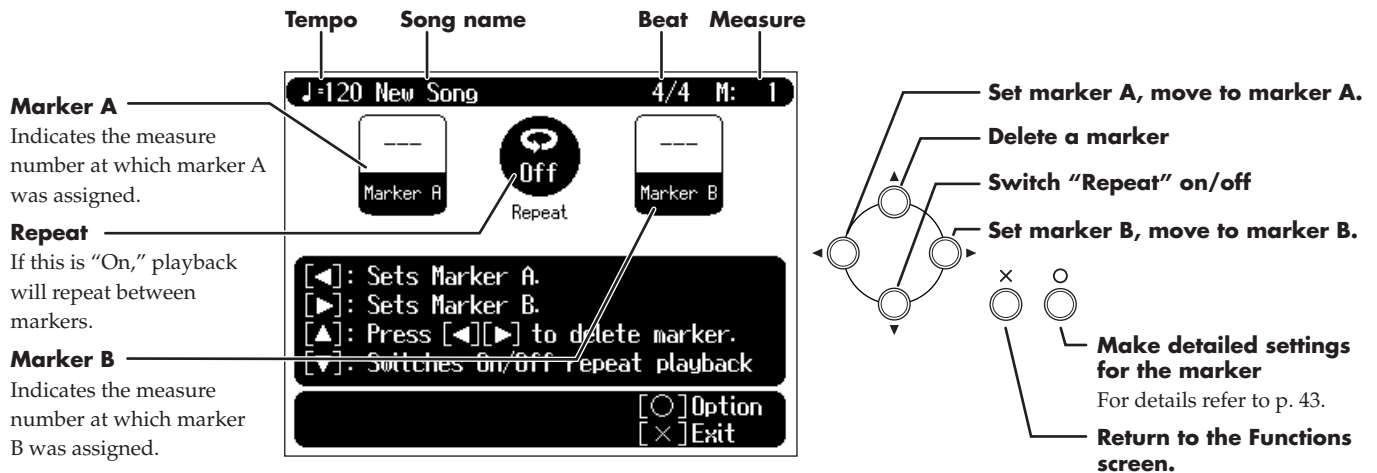 Tempo Song name Beat Measure
♩=120 New Song 4/4 M: 1
Marker A
Indicates the measure
number at which marker A
was assigned.
Repeat
If this is “On,” playback
will repeat between
markers.
Marker B
Indicates the measure
number at which marker
B was assigned.
--- Off ---
Marker A Repeat Marker B
[◀]: Sets Marker A.
[▶]: Sets Marker B.
[▲]: Press [◀][▶] to delete marker.
[▼]: Switches On/Off repeat playback
[○]Option
[×]Exit
Set marker A, move to marker A.
Delete a marker
Switch “Repeat” on/off
Set marker B, move to marker B.
Make detailed settings
for the marker
For details refer to p. 43.
Return to the Functions
screen.